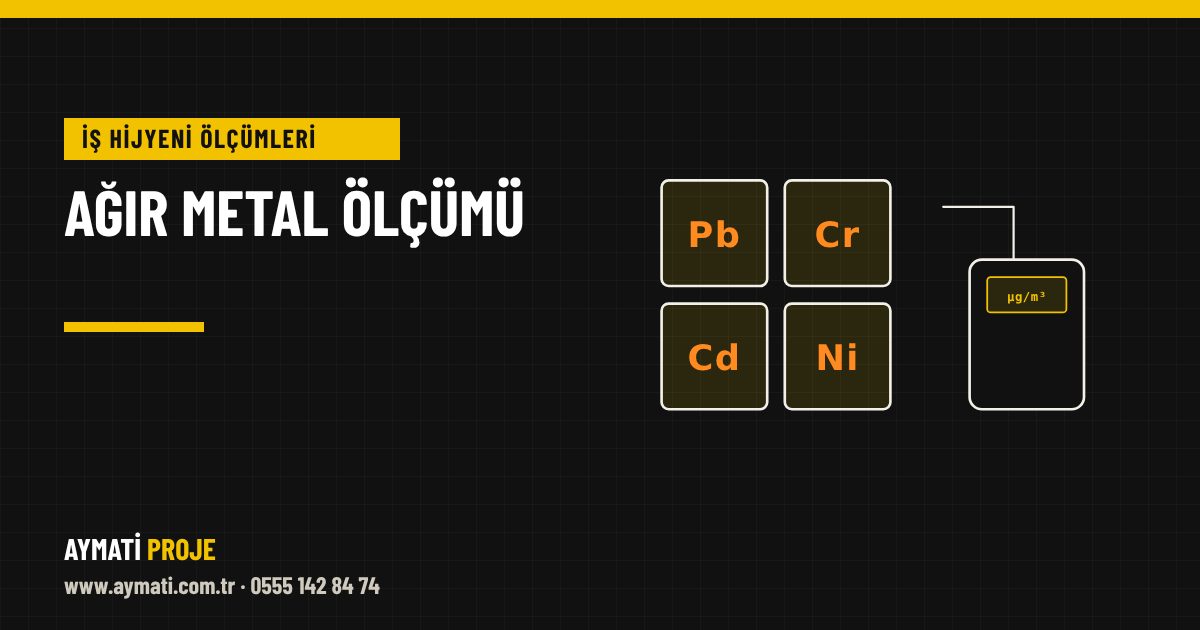 İŞ HİJYENİ ÖLÇÜMLERİ
AĞIR METAL ÖLÇÜMÜ
Pb Cr
Cd Ni
µg/m³
AYMATİ PROJE
www.aymati.com.tr · 0555 142 84 74